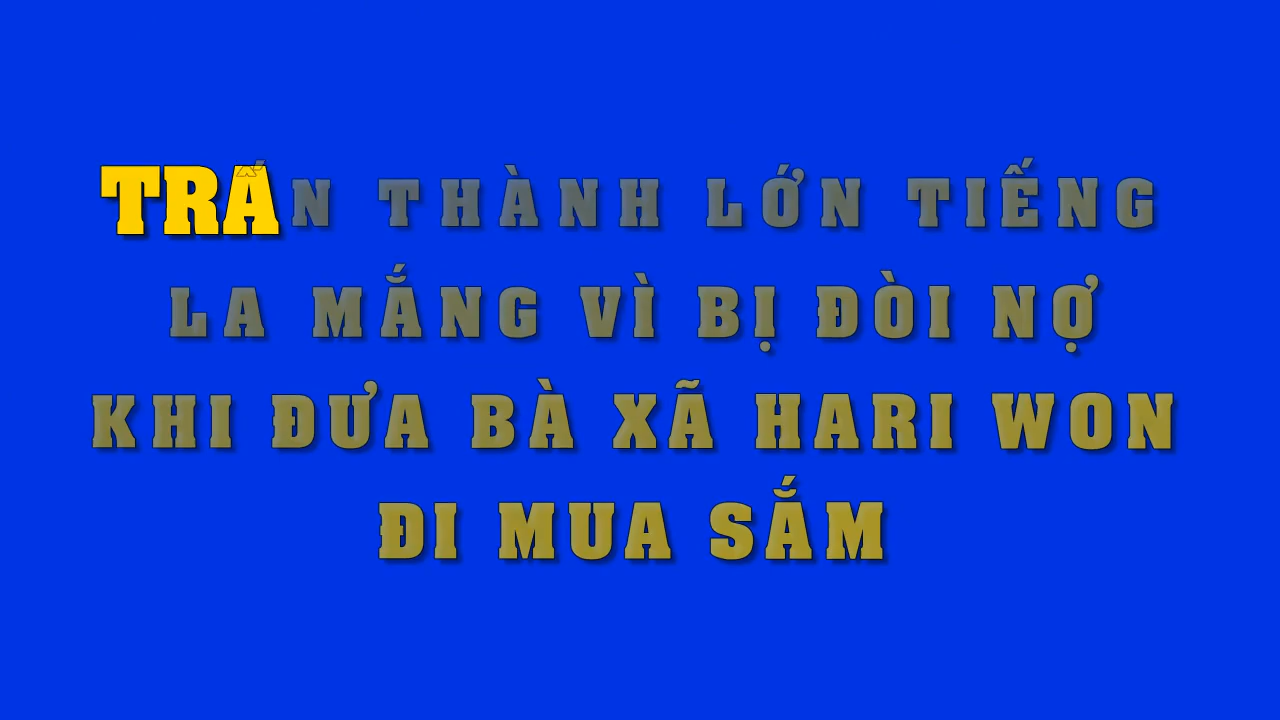 TRẤN THÀNH LỚN TIẾNG
LA MẮNG VÌ BỊ ĐÒI NỢ
KHI ĐƯA BÀ XÃ HARI WON
ĐI MUA SẮM